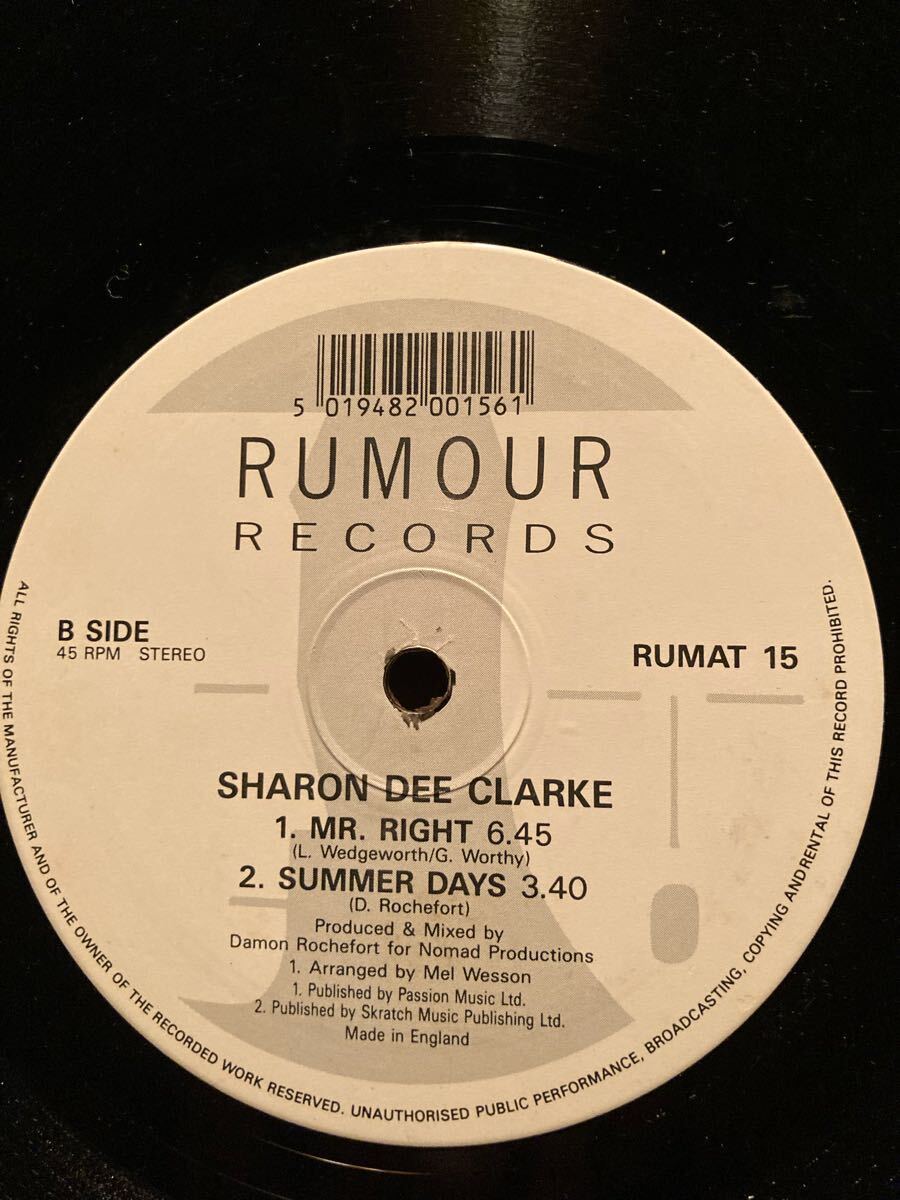 5 019482 001561
RUMOUR
RECORDS
B SIDE
45 RPM STEREO
RUMAT 15
SHARON DEE CLARKE
1. MR. RIGHT 6.45
(L. Wedgeworth/G. Worthy)
2. SUMMER DAYS 3.40
(D. Rochefort)
Produced & Mixed by
Damon Rochefort for Nomad Productions
1. Arranged by Mel Wesson
1. Published by Passion Music Ltd.
2. Published by Skratch Music Publishing Ltd.
Made in England
ALL RIGHTS OF THE MANUFACTURER AND OF THE OWNER OF THE RECORDED WORK RESERVED. UNAUTHORISED PUBLIC PERFORMANCE, BROADCASTING, COPYING AND RENTAL OF THIS RECORD PROHIBITED.